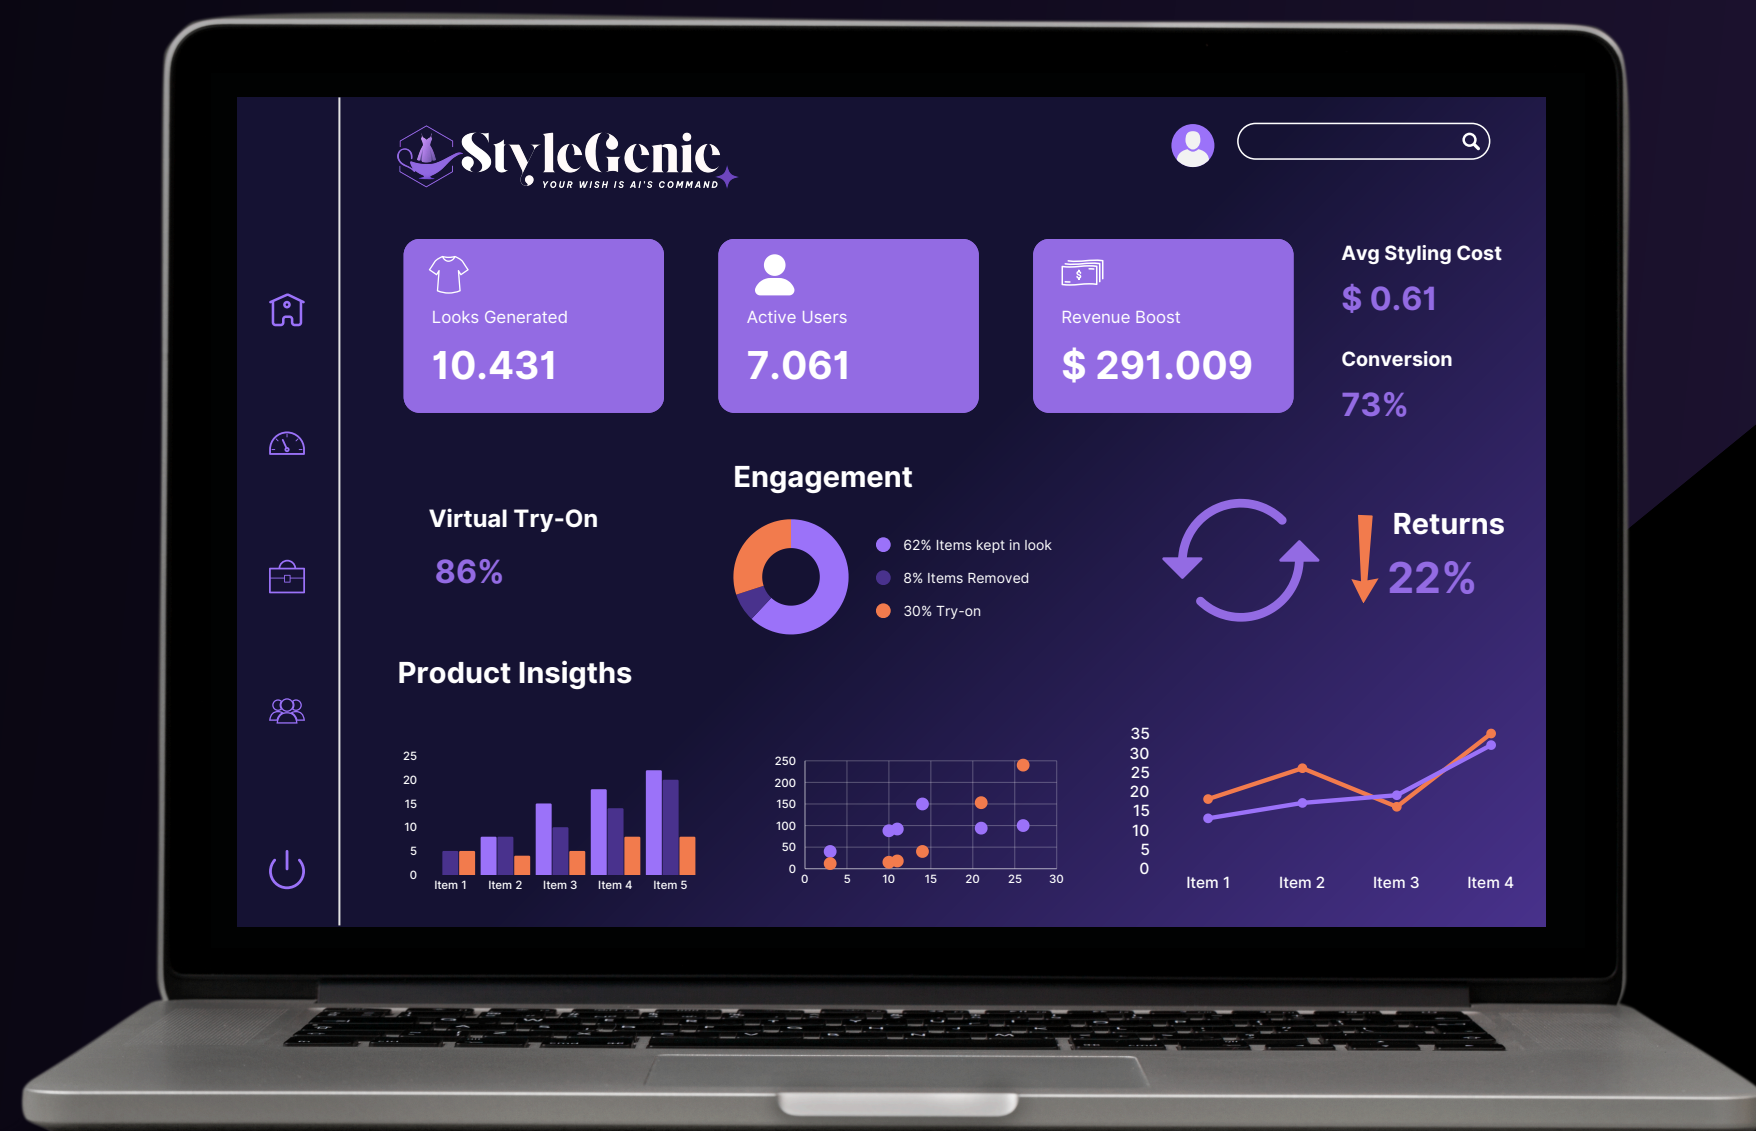 StyleGenie
YOUR WISH IS AI'S COMMAND
Looks Generated
10.431
Active Users
7.061
$
Revenue Boost
$ 291.009
Avg Styling Cost
$ 0.61
Conversion
73%
Virtual Try-On
86%
Engagement
62% Items kept in look
8% Items Removed
30% Try-on
Returns
22%
Product Insigths
25
20
15
10
5
0
Item 1 Item 2 Item 3 Item 4 Item 5
250
200
150
100
50
0
0 5 10 15 20 25 30
35
30
25
20
15
10
5
0
Item 1 Item 2 Item 3 Item 4